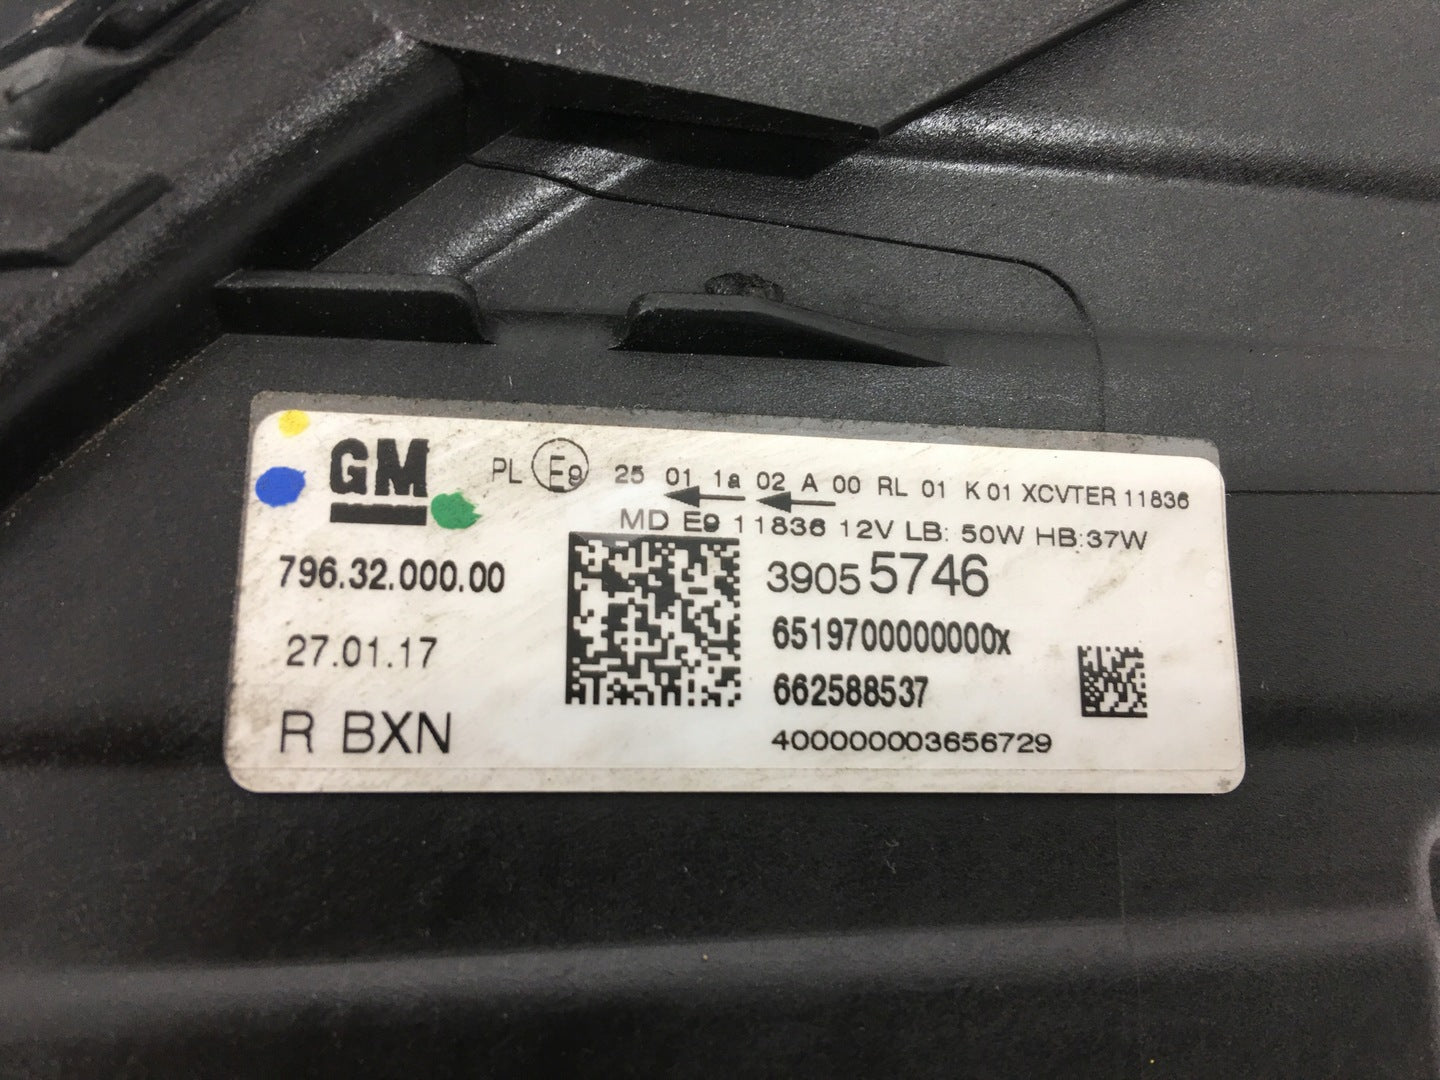 GM
PL E9 25 01 1a 02 A 00 RL 01 K 01 XCVTER 11836
MD E9 11836 12V LB: 50W HB:37W
796.32.000.00
39055746
27.01.17
6519700000000x
662588537
R BXN
400000003656729